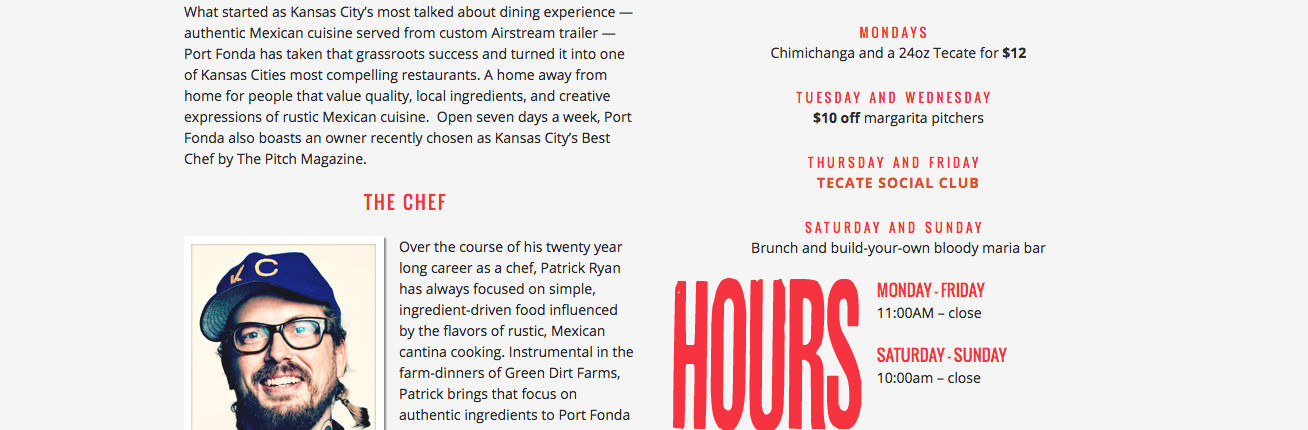 What started as Kansas City's most talked about dining experience —
authentic Mexican cuisine served from custom Airstream trailer —
Port Fonda has taken that grassroots success and turned it into one
of Kansas Cities most compelling restaurants. A home away from
home for people that value quality, local ingredients, and creative
expressions of rustic Mexican cuisine.  Open seven days a week, Port
Fonda also boasts an owner recently chosen as Kansas City's Best
Chef by The Pitch Magazine.
THE CHEF
KC
Over the course of his twenty year
long career as a chef, Patrick Ryan
has always focused on simple,
ingredient-driven food influenced
by the flavors of rustic, Mexican
cantina cooking. Instrumental in the
farm-dinners of Green Dirt Farms,
Patrick brings that focus on
authentic ingredients to Port Fonda
MONDAYS
Chimichanga and a 24oz Tecate for $12
TUESDAY AND WEDNESDAY
$10 off margarita pitchers
THURSDAY AND FRIDAY
TECATE SOCIAL CLUB
SATURDAY AND SUNDAY
Brunch and build-your-own bloody maria bar
HOURS
MONDAY - FRIDAY
11:00AM – close
SATURDAY - SUNDAY
10:00am – close